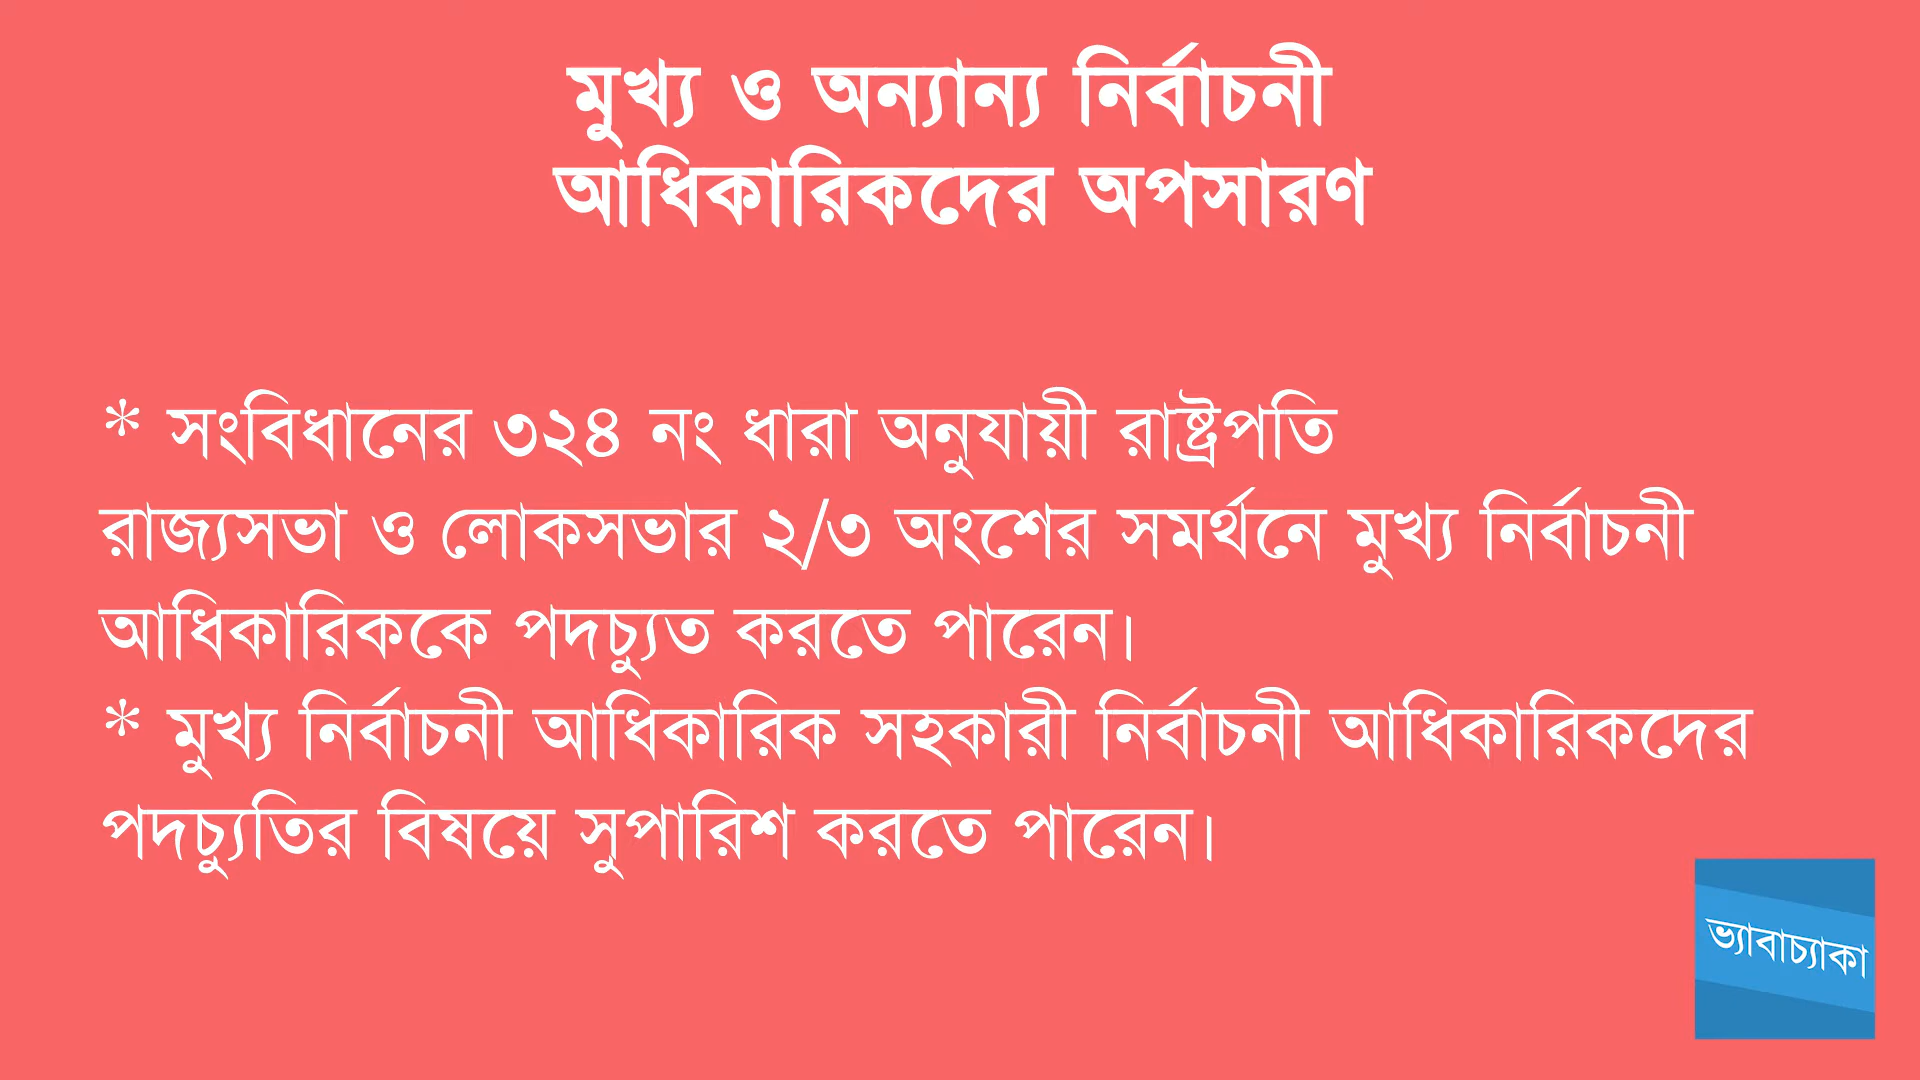 মুখ্য ও অন্যান্য নির্বাচনী
আধিকারিকদের অপসারণ
* সংবিধানের ৩২৪ নং ধারা অনুযায়ী রাষ্ট্রপতি
রাজ্যসভা ও লোকসভার ২/৩ অংশের সমর্থনে মুখ্য নির্বাচনী
আধিকারিককে পদচ্যুত করতে পারেন।
* মুখ্য নির্বাচনী আধিকারিক সহকারী নির্বাচনী আধিকারিকদের
পদচ্যুতির বিষয়ে সুপারিশ করতে পারেন।
ভ্যাবাচ্যাকা